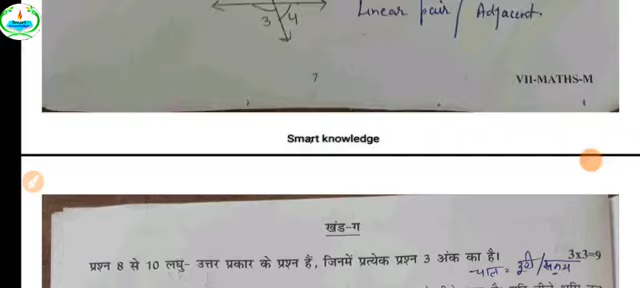 3 4
Linear pair / Adjacent
7
VII-MATHS-M
Smart knowledge
खंड-ग
3x3=9
प्रश्न 8 से 10 लघु- उत्तर प्रकार के प्रश्न हैं, जिनमें प्रत्येक प्रश्न 3 अंक का है।
चाल = दूरी/समय